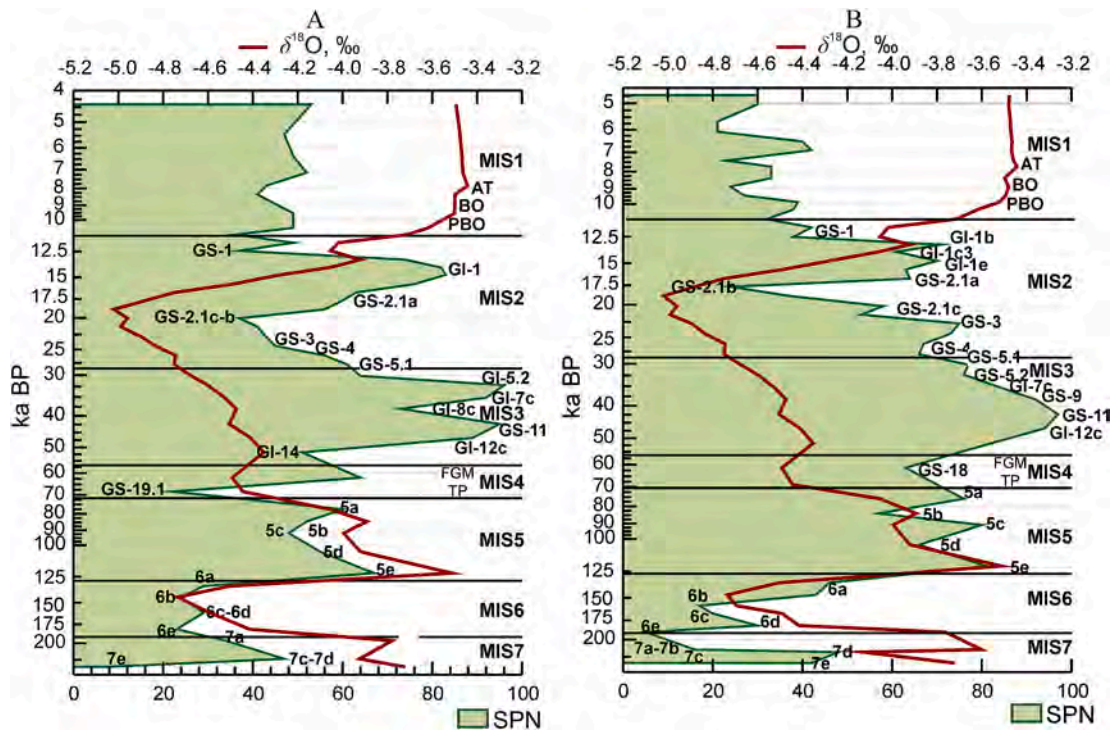 A
δ¹⁸O, ‰
-5.2 -5.0 -4.8 -4.6 -4.4 -4.2 -4.0 -3.8 -3.6 -3.4 -3.2
ka BP
4
5
6
7
8
9
10
12.5
15
17.5
20
25
30
40
50
60
70
80
90
100
125
150
175
200
MIS1
AT
BO
PBO
GS-1
GI-1
MIS2
GS-2.1a
GS-2.1c-b
GS-3
GS-4
GS-5.1
GI-5.2
GI-7c
GI-8c
MIS3
GS-11
GI-12c
GI-14
FGM
MIS4
GS-19.1
TP
5a
5c
5b
MIS5
5d
5e
6a
6b
6c-6d
MIS6
6e
7a
MIS7
7e
7c-7d
0 20 40 60 80 100
SPN
B
δ¹⁸O, ‰
-5.2 -5.0 -4.8 -4.6 -4.4 -4.2 -4.0 -3.8 -3.6 -3.4 -3.2
ka BP
4
5
6
7
8
9
10
12.5
15
17.5
20
25
30
40
50
60
70
80
90
100
125
150
175
200
MIS1
AT
BO
PBO
GS-1
GI-1b
GI-1c3
GI-1e
GS-2.1a
MIS2
GS-2.1b
GS-2.1c
GS-3
GS-4
GS-5.1
GS-5.2
MIS3
GI-7c
GS-9
GS-11
GI-12c
FGM
GS-18
MIS4
TP
5a
5b
5c
MIS5
5d
5e
6a
6b
6c
6d
MIS6
6e
7a-7b
7c
7d
MIS7
7e
0 20 40 60 80 100
SPN